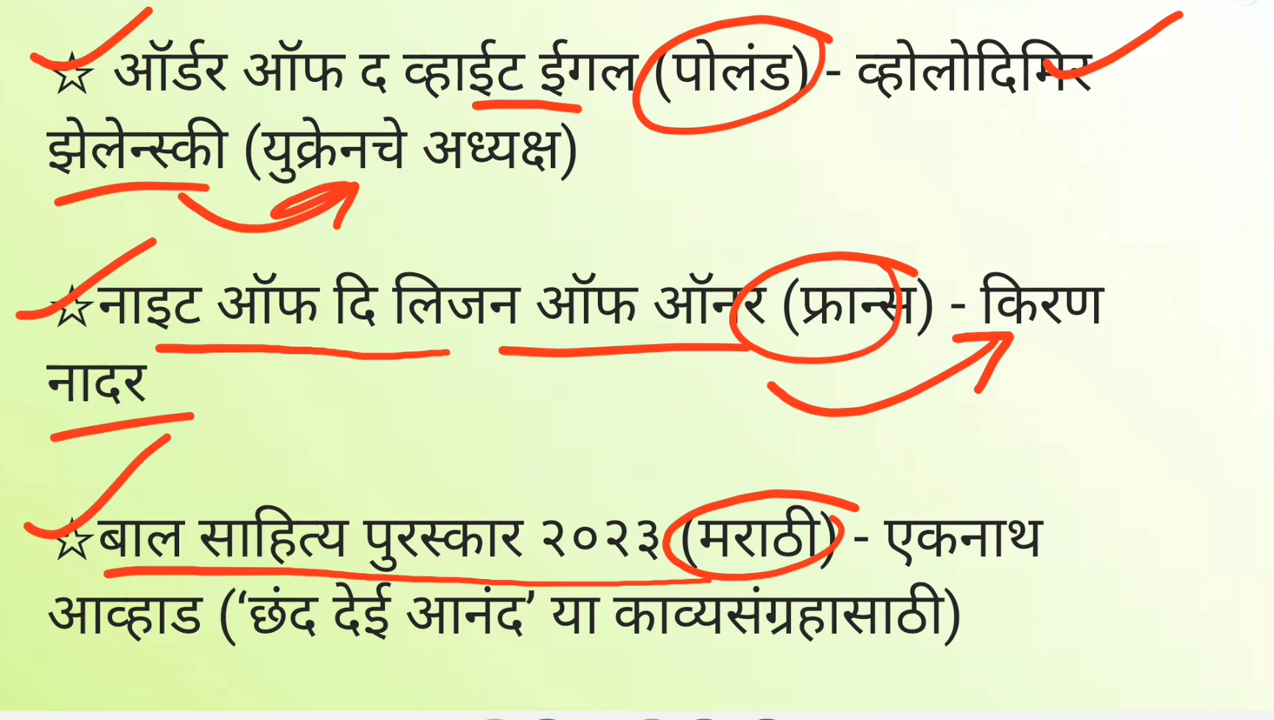 ☆ ऑर्डर ऑफ द व्हाईट ईगल (पोलंड) - व्होलोदिमिर
झेलेन्स्की (युक्रेनचे अध्यक्ष)
☆नाइट ऑफ दि लिजन ऑफ ऑनर (फ्रान्स) - किरण
नादर
☆बाल साहित्य पुरस्कार २०२३ (मराठी) - एकनाथ
आव्हाड (‘छंद देई आनंद’ या काव्यसंग्रहासाठी)